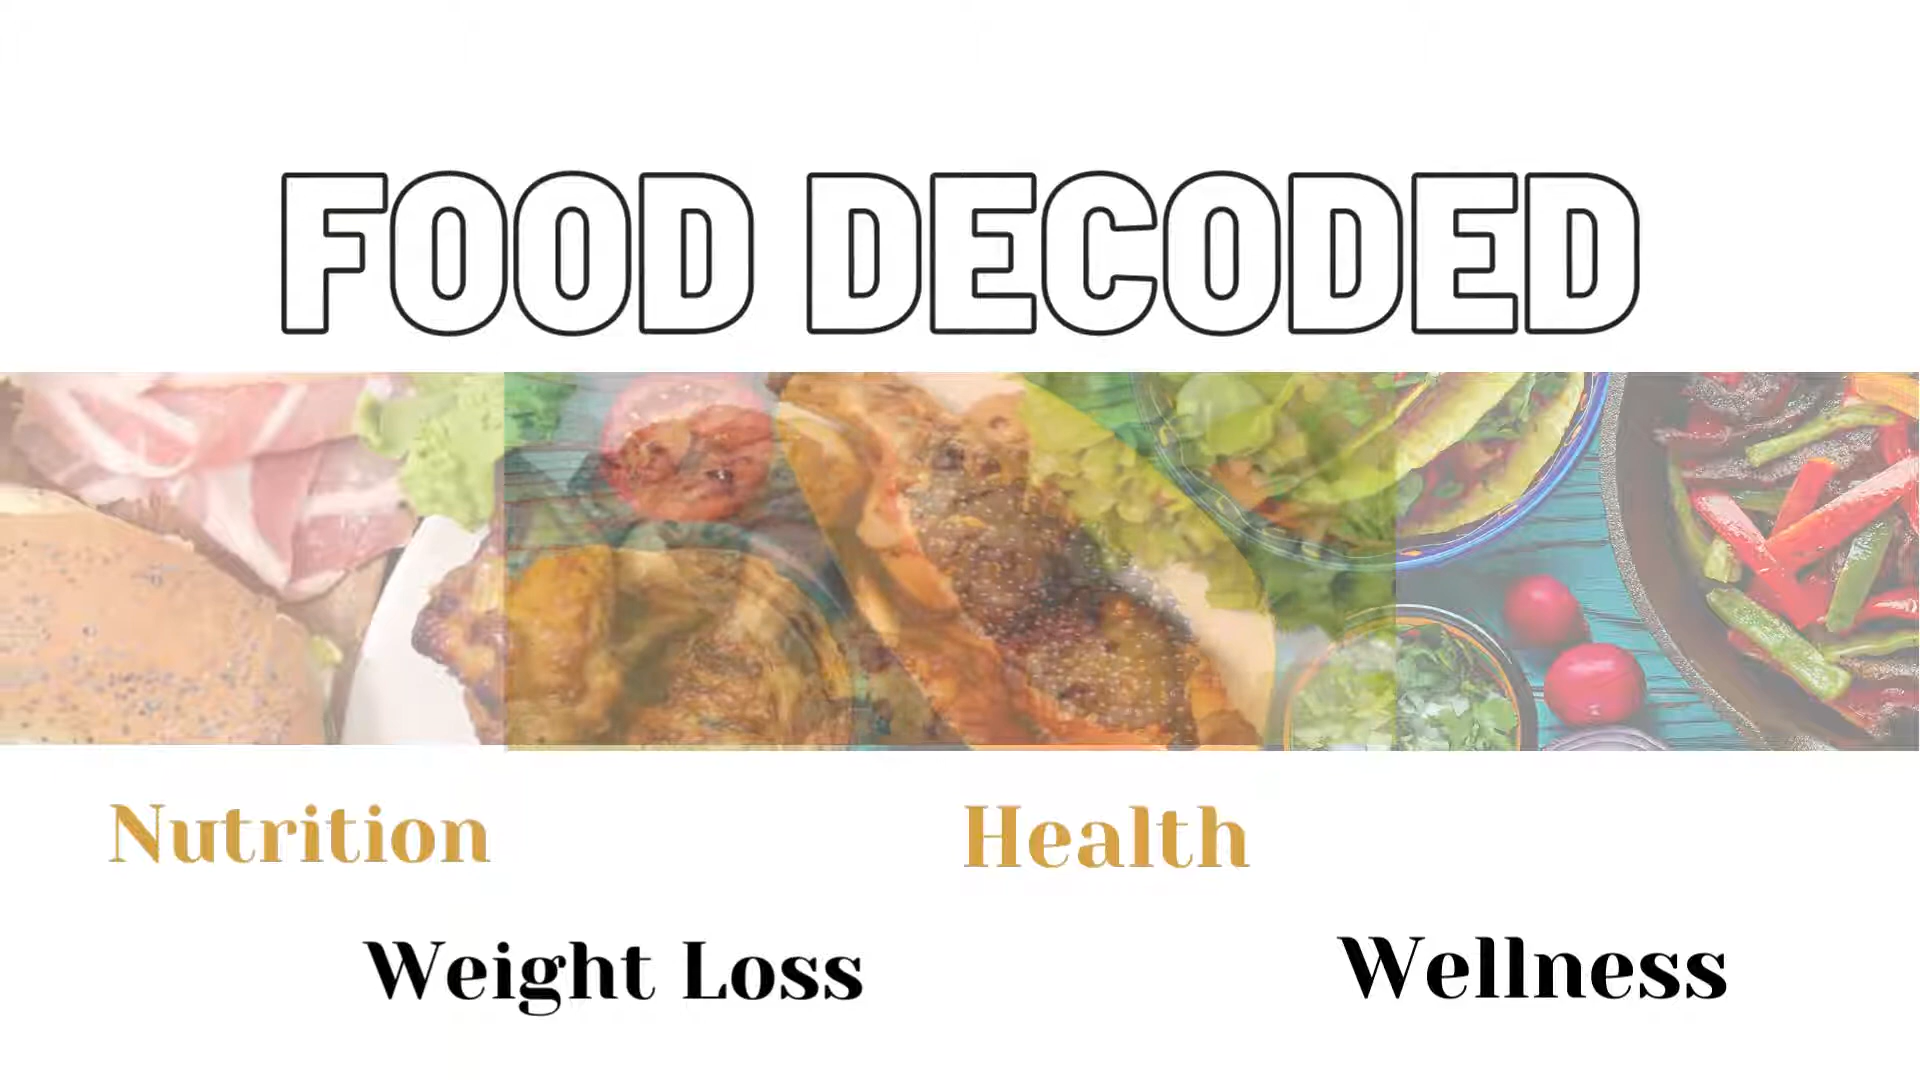 FOOD DECODED
Nutrition
Health
Weight Loss
Wellness